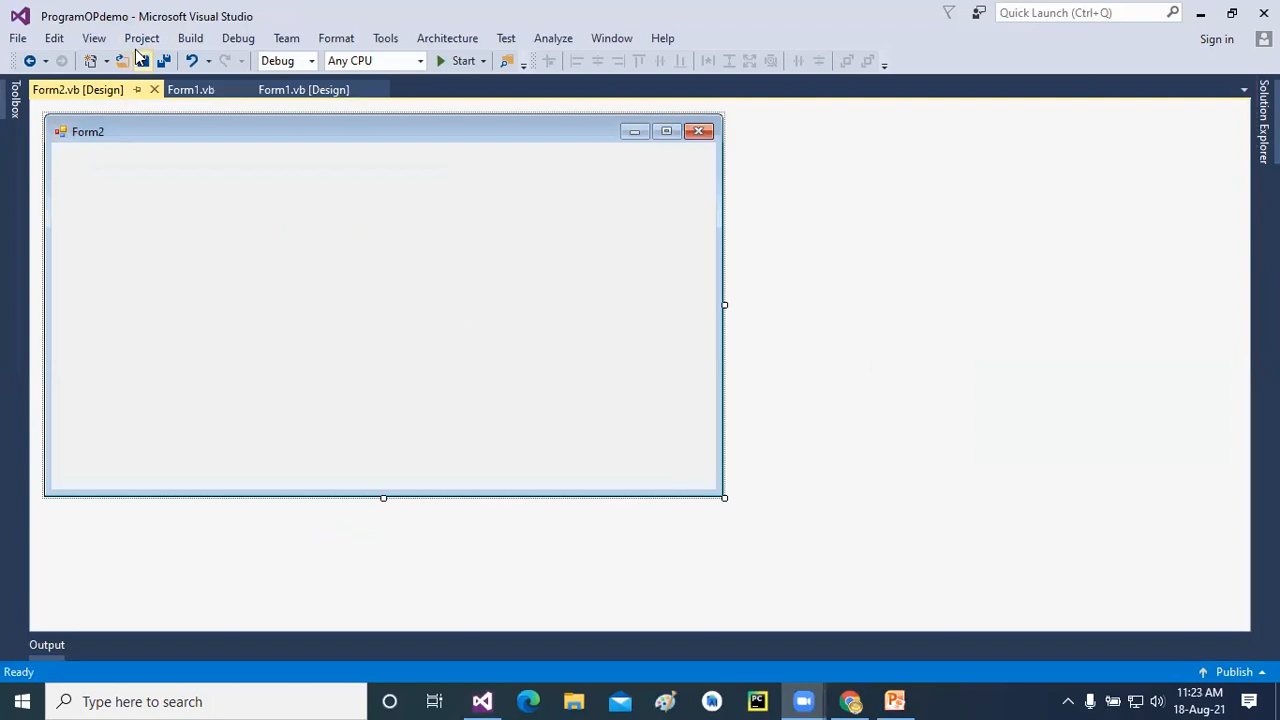 ProgramOPdemo - Microsoft Visual Studio
Quick Launch (Ctrl+Q)
File Edit View Project Build Debug Team Format Tools Architecture Test Analyze Window Help
Sign in
Debug Any CPU Start
Toolbox
Form2.vb [Design] Form1.vb Form1.vb [Design]
Solution Explorer
Form2
Output
Ready
Publish
Type here to search
PC
11:23 AM
18-Aug-21